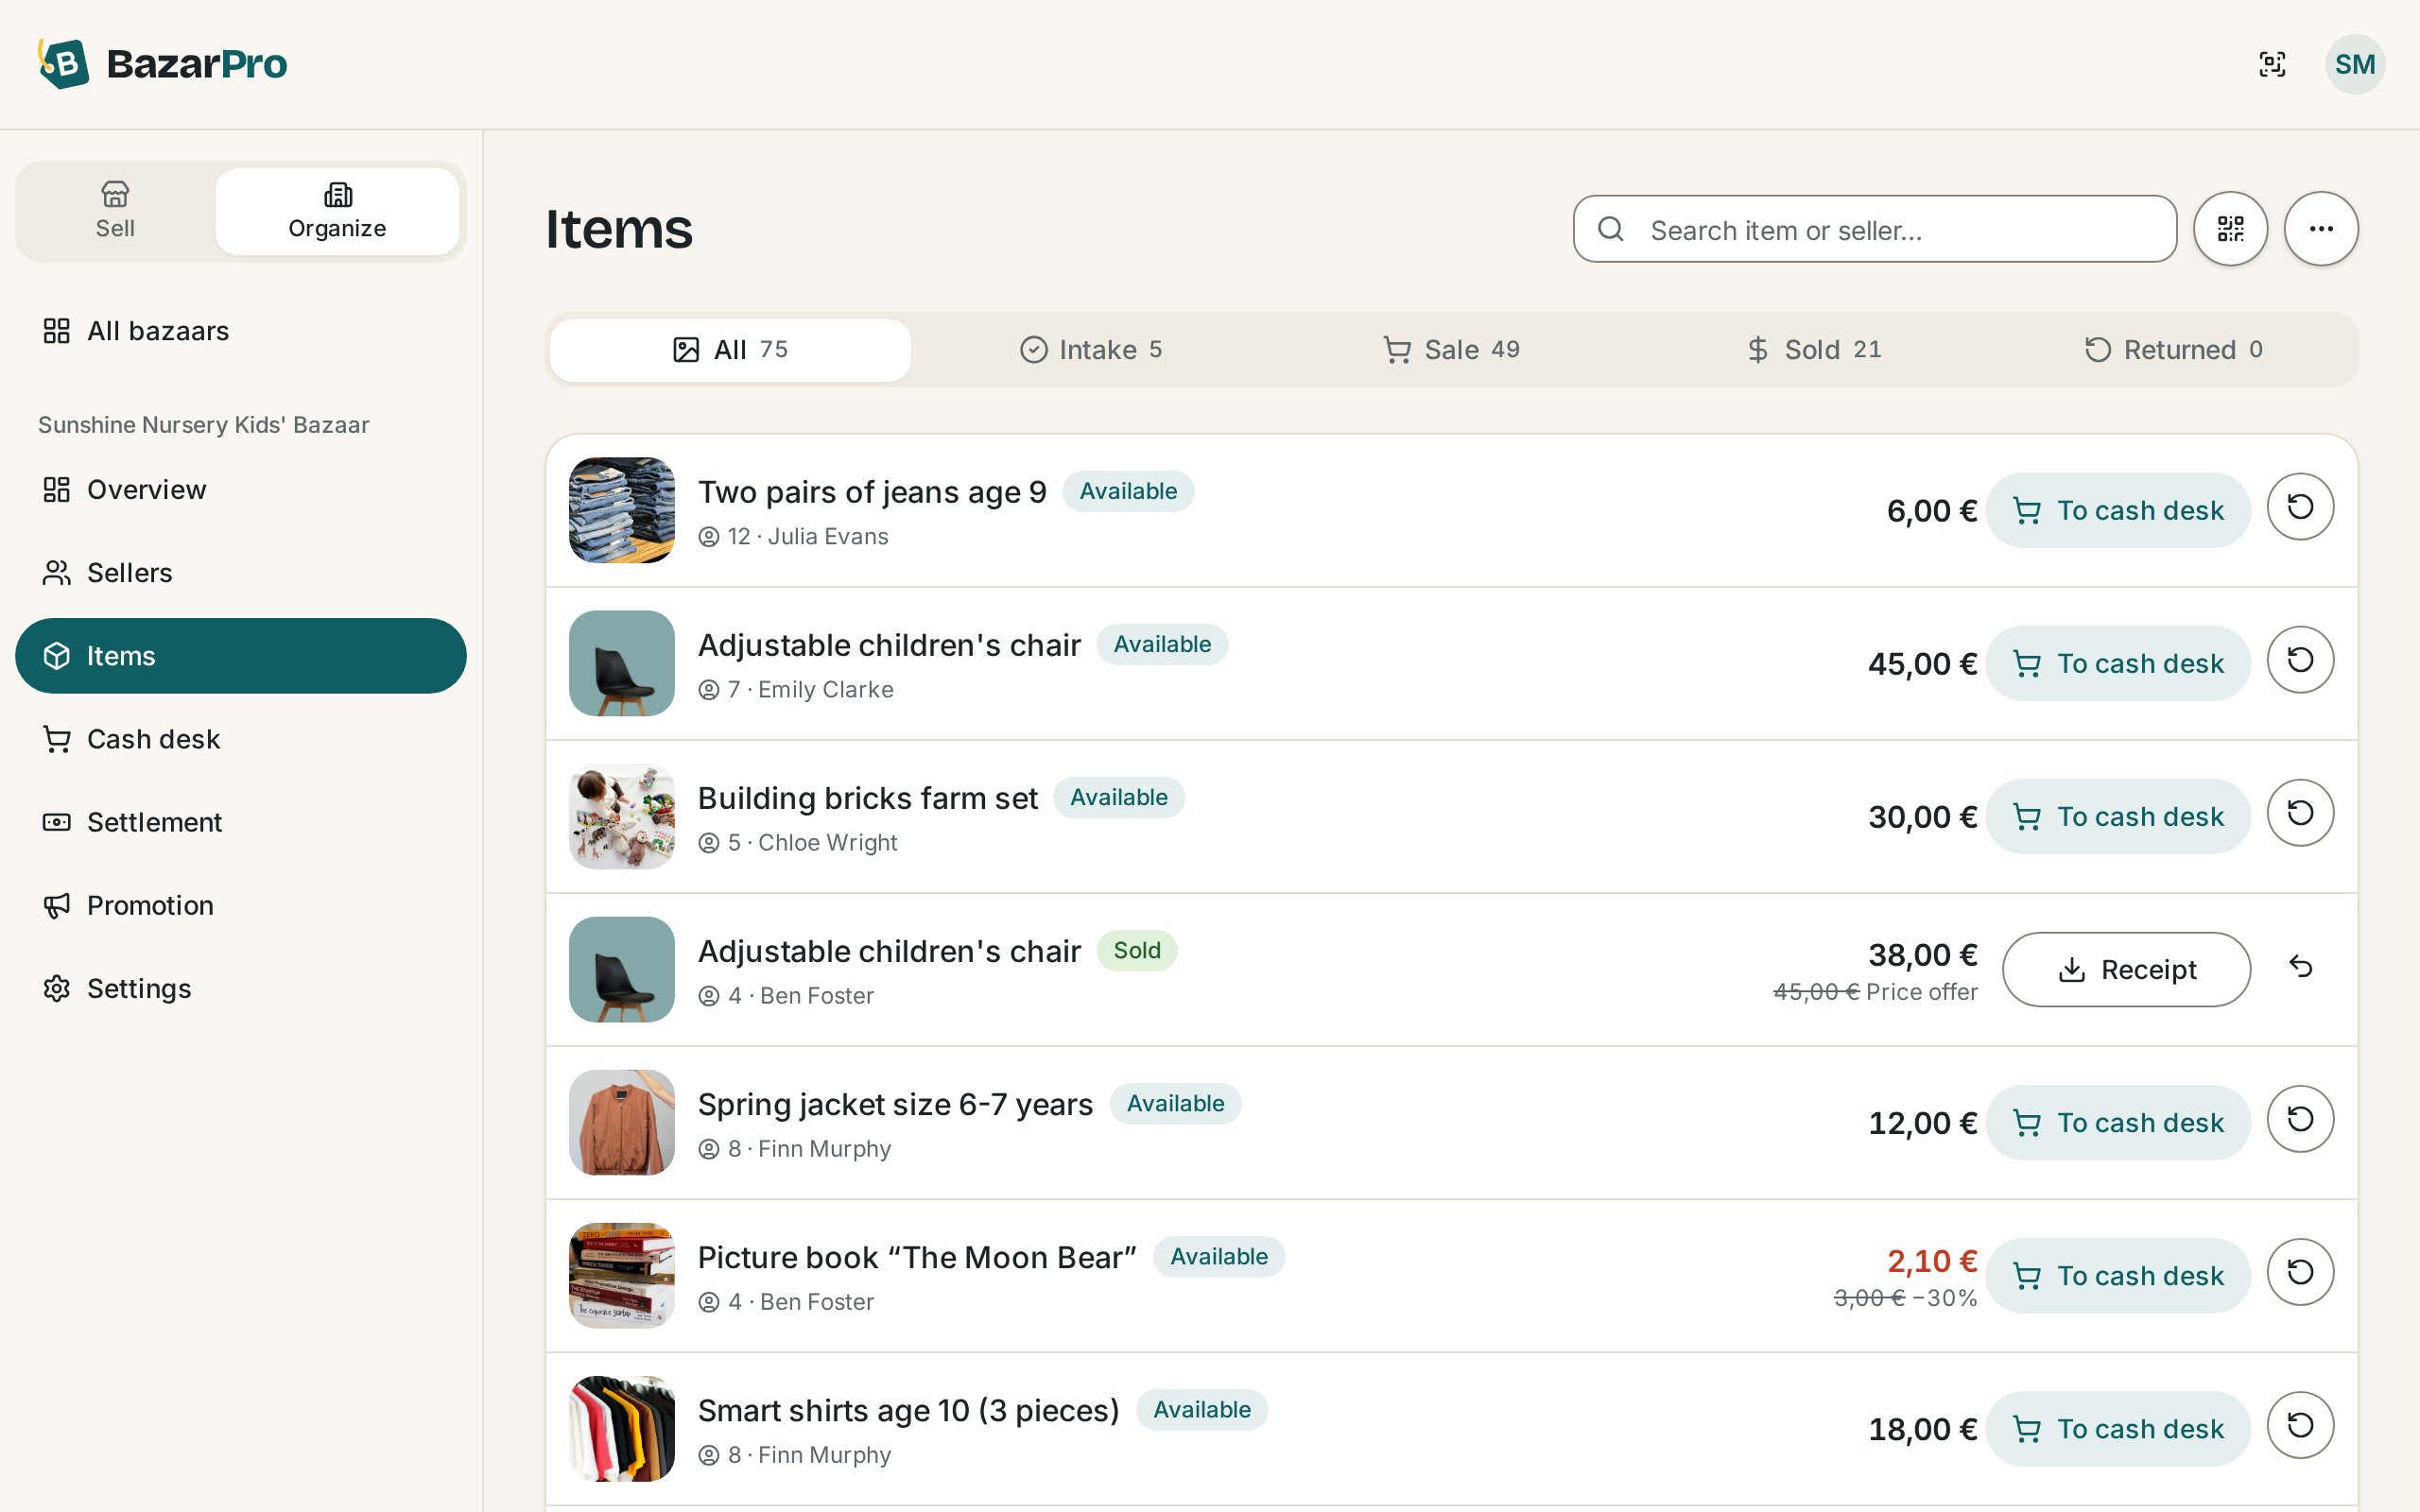 B BazarPro
SM
Sell
Organize
All bazaars
Sunshine Nursery Kids' Bazaar
Overview
Sellers
Items
Cash desk
Settlement
Promotion
Settings
Items
Search item or seller...
All 75
Intake 5
Sale 49
Sold 21
Returned 0
Two pairs of jeans age 9 Available
12 · Julia Evans
6,00 €
To cash desk
Adjustable children's chair Available
7 · Emily Clarke
45,00 €
To cash desk
Building bricks farm set Available
5 · Chloe Wright
30,00 €
To cash desk
Adjustable children's chair Sold
4 · Ben Foster
38,00 €
45,00 € Price offer
Receipt
Spring jacket size 6-7 years Available
8 · Finn Murphy
12,00 €
To cash desk
Picture book “The Moon Bear” Available
4 · Ben Foster
2,10 €
3,00 € −30%
To cash desk
Smart shirts age 10 (3 pieces) Available
8 · Finn Murphy
18,00 €
To cash desk